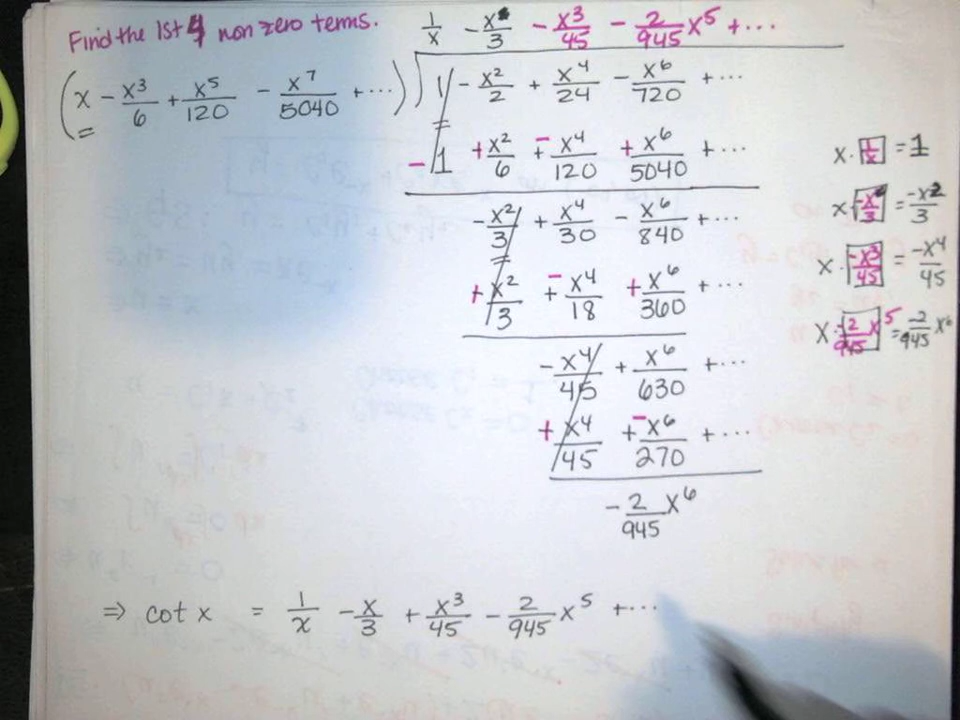 Find the 1st 4 non zero terms.
1/x - x/3 - x³/45 - 2/945 x⁵ + ...
(x - x³/6 + x⁵/120 - x⁷/5040 + ...) ) 1 - x²/2 + x⁴/24 - x⁶/720 + ...
- 1 + x²/6 + - x⁴/120 + x⁶/5040 + ...
x · 1/x = 1
- x²/3 + x⁴/30 - x⁶/840 + ...
x · -x/3 = -x²/3
+ x²/3 + - x⁴/18 + x⁶/360 + ...
x · -x³/45 = -x⁴/45
- x⁴/45 + x⁶/630 + ...
x · -2/945 x⁵ = -2/945 x⁶
+ x⁴/45 + - x⁶/270 + ...
- 2/945 x⁶
⇒ cot x = 1/x - x/3 + x³/45 - 2/945 x⁵ + ...